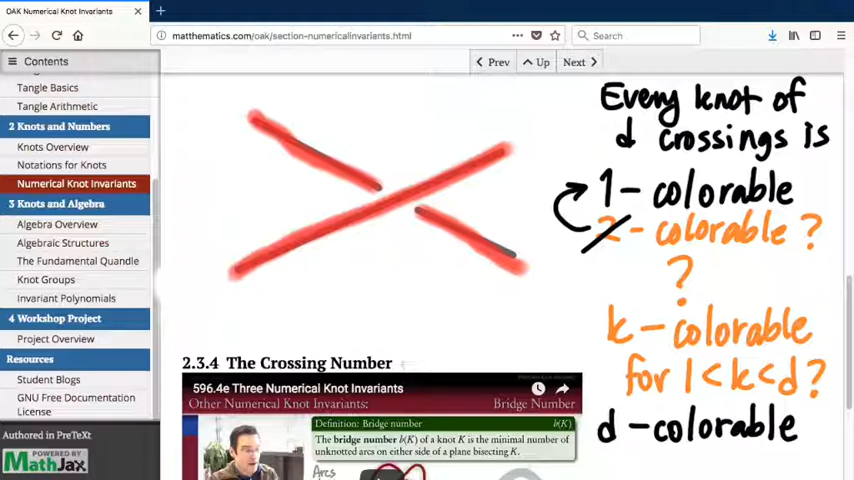 OAK Numerical Knot Invariants
matthematics.com/oak/section-numericalinvariants.html
Search
Contents
Prev
Up
Next
Tangle Basics
Tangle Arithmetic
2 Knots and Numbers
Knots Overview
Notations for Knots
Numerical Knot Invariants
3 Knots and Algebra
Algebra Overview
Algebraic Structures
The Fundamental Quandle
Knot Groups
Invariant Polynomials
4 Workshop Project
Project Overview
Resources
Student Blogs
GNU Free Documentation
License
Authored in PreTeXt
POWERED BY
MathJax
Every knot of
d crossings is
1-colorable
2-colorable?
?
k-colorable
for 1<k<d?
d-colorable
2.3.4 The Crossing Number
596.4e Three Numerical Knot Invariants
Other Numerical Knot Invariants:
Bridge Number
Definition: Bridge number
b(K)
The bridge number b(K) of a knot K is the minimal number of
unknotted arcs on either side of a plane bisecting K.
Arcs